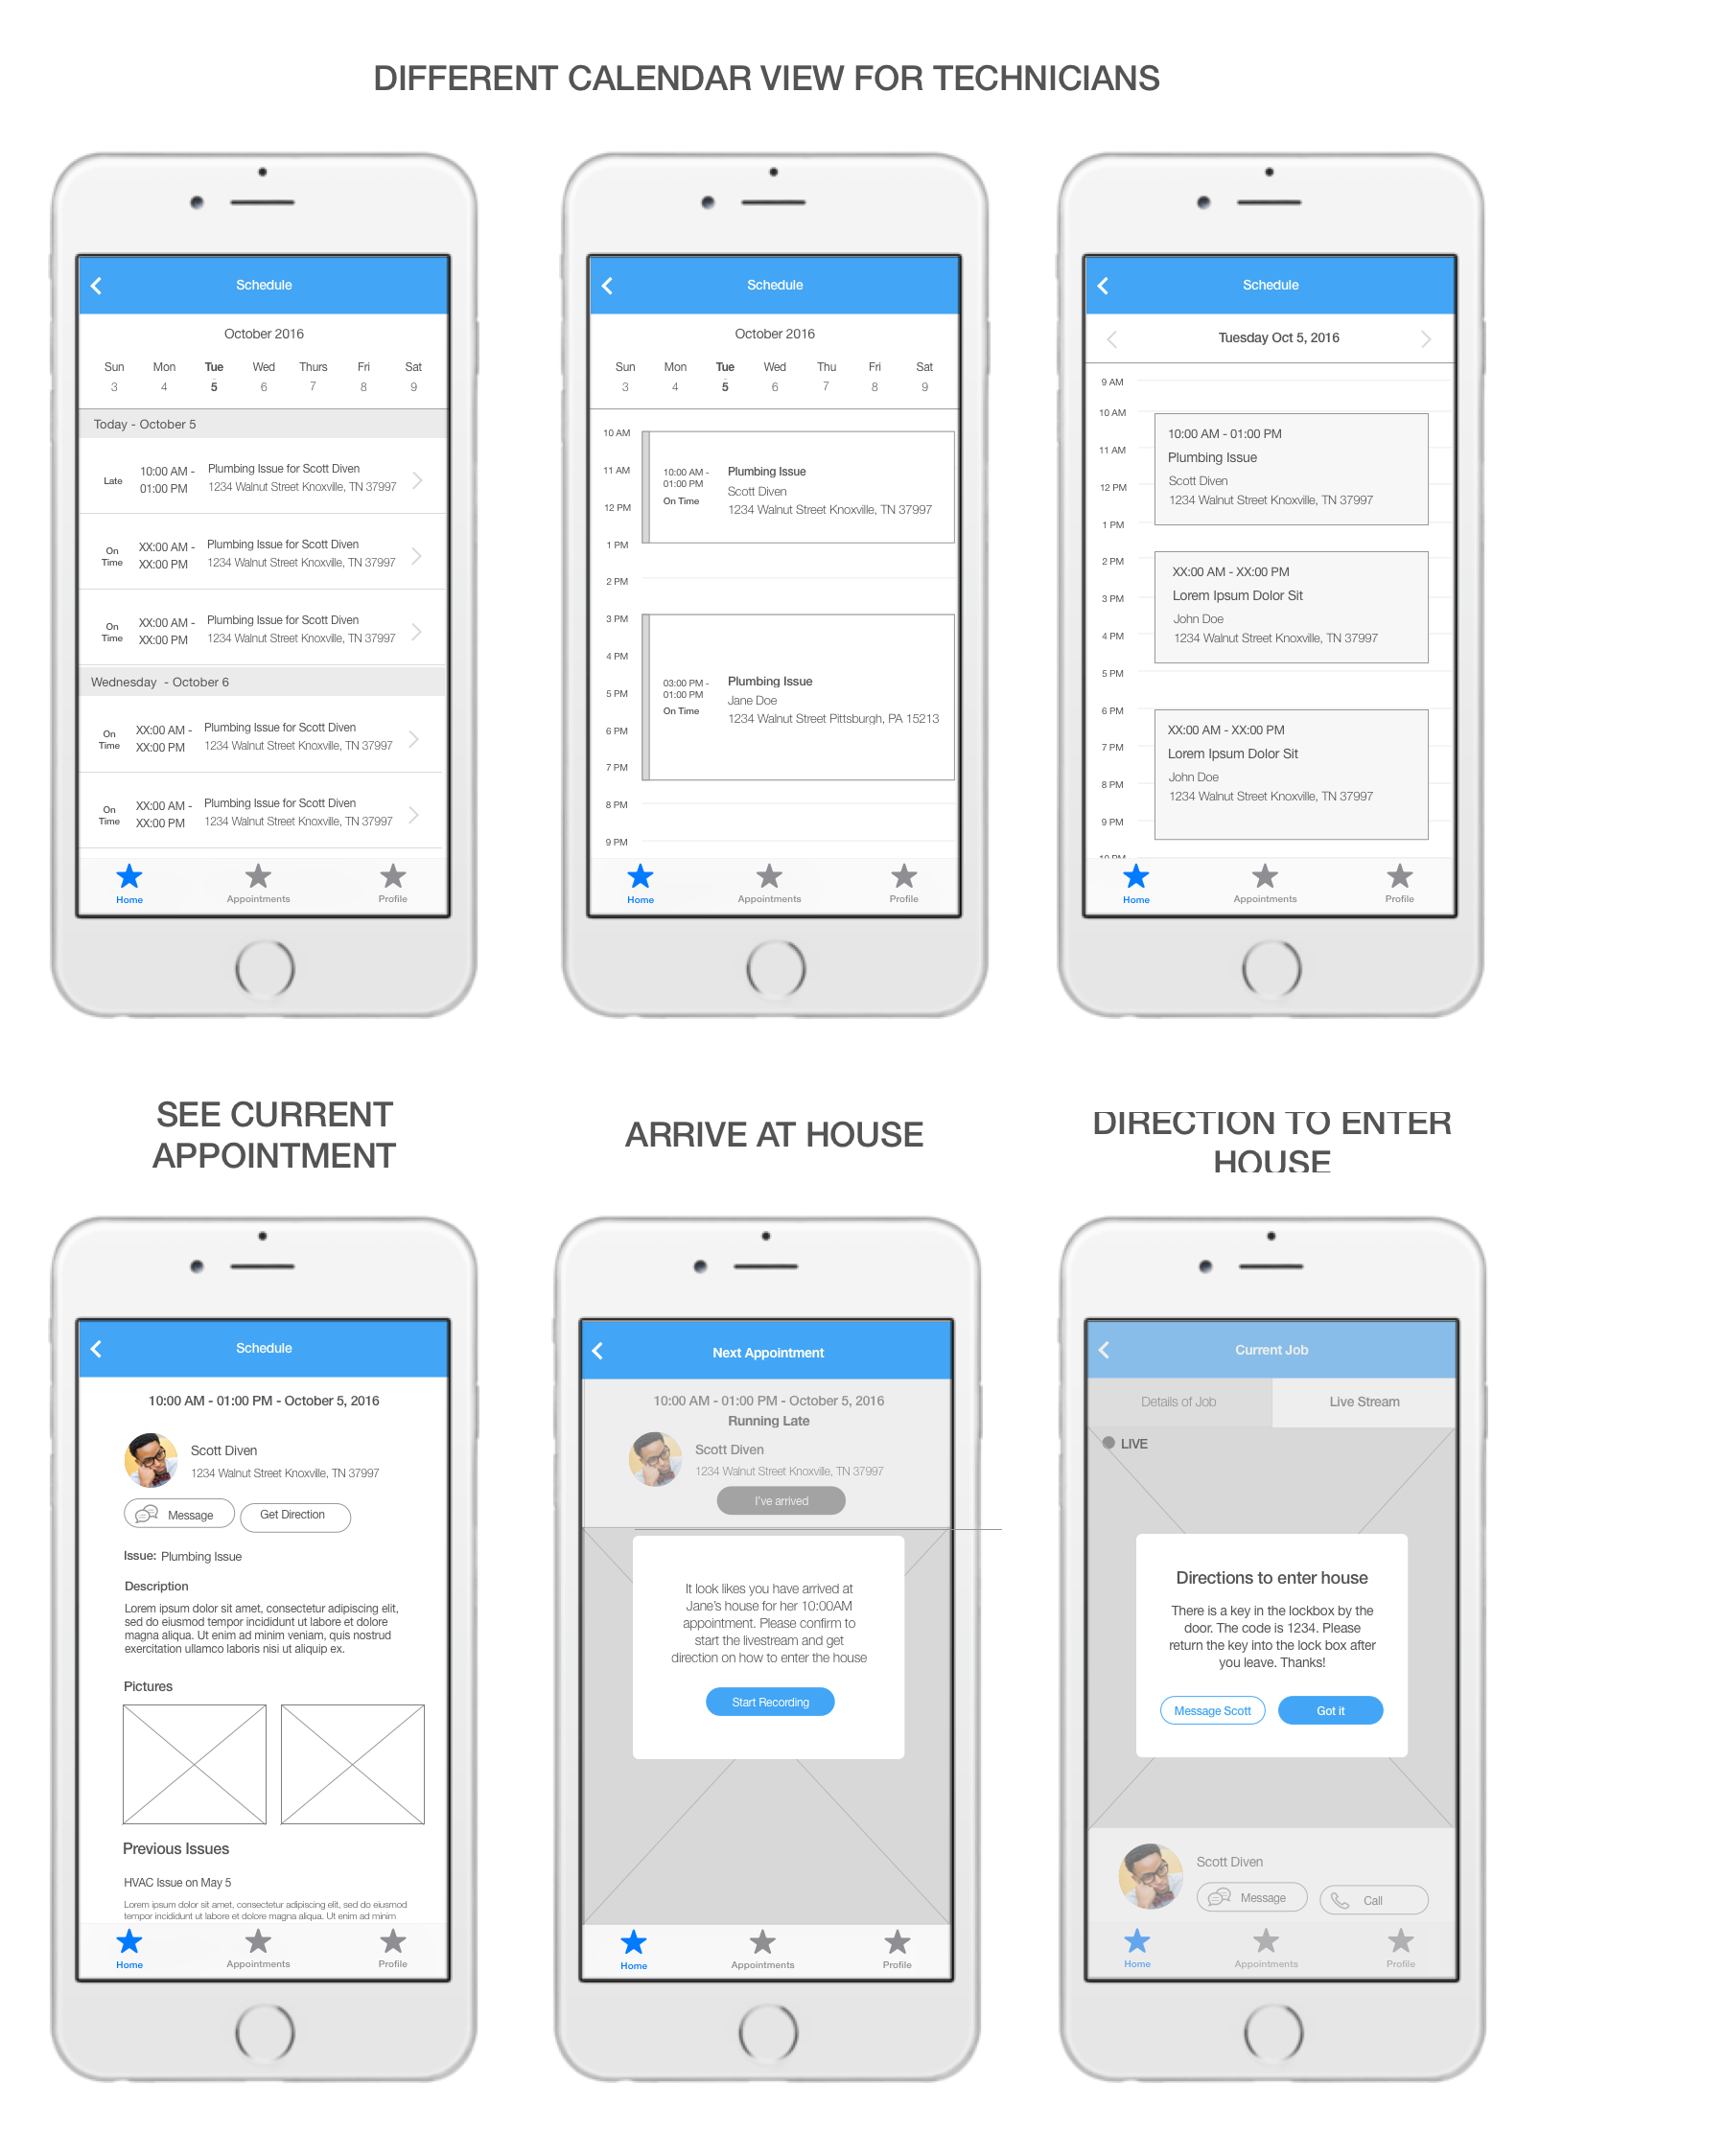 DIFFERENT CALENDAR VIEW FOR TECHNICIANS
Schedule
October 2016
Sun Mon Tue Wed Thurs Fri Sat
3 4 5 6 7 8 9
Today - October 5
Late
10:00 AM -
01:00 PM
Plumbing Issue for Scott Diven
1234 Walnut Street Knoxville, TN 37997
On
Time
XX:00 AM -
XX:00 PM
Plumbing Issue for Scott Diven
1234 Walnut Street Knoxville, TN 37997
On
Time
XX:00 AM -
XX:00 PM
Plumbing Issue for Scott Diven
1234 Walnut Street Knoxville, TN 37997
Wednesday - October 6
On
Time
XX:00 AM -
XX:00 PM
Plumbing Issue for Scott Diven
1234 Walnut Street Knoxville, TN 37997
On
Time
XX:00 AM -
XX:00 PM
Plumbing Issue for Scott Diven
1234 Walnut Street Knoxville, TN 37997
Home Appointments Profile
Schedule
October 2016
Sun Mon Tue Wed Thu Fri Sat
3 4 5 6 7 8 9
10 AM
11 AM
12 PM
1 PM
2 PM
3 PM
4 PM
5 PM
6 PM
7 PM
8 PM
9 PM
10:00 AM -
01:00 PM
On Time
Plumbing Issue
Scott Diven
1234 Walnut Street Knoxville, TN 37997
03:00 PM -
01:00 PM
On Time
Plumbing Issue
Jane Doe
1234 Walnut Street Pittsburgh, PA 15213
Home Appointments Profile
Schedule
Tuesday Oct 5, 2016
9 AM
10 AM
11 AM
12 PM
1 PM
2 PM
3 PM
4 PM
5 PM
6 PM
7 PM
8 PM
9 PM
10 PM
10:00 AM - 01:00 PM
Plumbing Issue
Scott Diven
1234 Walnut Street Knoxville, TN 37997
XX:00 AM - XX:00 PM
Lorem Ipsum Dolor Sit
John Doe
1234 Walnut Street Knoxville, TN 37997
XX:00 AM - XX:00 PM
Lorem Ipsum Dolor Sit
John Doe
1234 Walnut Street Knoxville, TN 37997
Home Appointments Profile
SEE CURRENT
APPOINTMENT
Schedule
10:00 AM - 01:00 PM - October 5, 2016
Scott Diven
1234 Walnut Street Knoxville, TN 37997
Message Get Direction
Issue: Plumbing Issue
Description
Lorem ipsum dolor sit amet, consectetur adipiscing elit,
sed do eiusmod tempor incididunt ut labore et dolore
magna aliqua. Ut enim ad minim veniam, quis nostrud
exercitation ullamco laboris nisi ut aliquip ex.
Pictures
Previous Issues
HVAC Issue on May 5
Lorem ipsum dolor sit amet, consectetur adipiscing elit, sed do eiusmod
tempor incididunt ut labore et dolore magna aliqua. Ut enim ad minim
Home Appointments Profile
ARRIVE AT HOUSE
Next Appointment
10:00 AM - 01:00 PM - October 5, 2016
Running Late
Scott Diven
1234 Walnut Street Knoxville, TN 37997
I've arrived
It look likes you have arrived at
Jane's house for her 10:00AM
appointment. Please confirm to
start the livestream and get
direction on how to enter the house
Start Recording
Home Appointments Profile
DIRECTION TO ENTER
HOUSE
Current Job
Details of Job Live Stream
LIVE
Directions to enter house
There is a key in the lockbox by the
door. The code is 1234. Please
return the key into the lock box after
you leave. Thanks!
Message Scott Got it
Scott Diven
Message Call
Home Appointments Profile